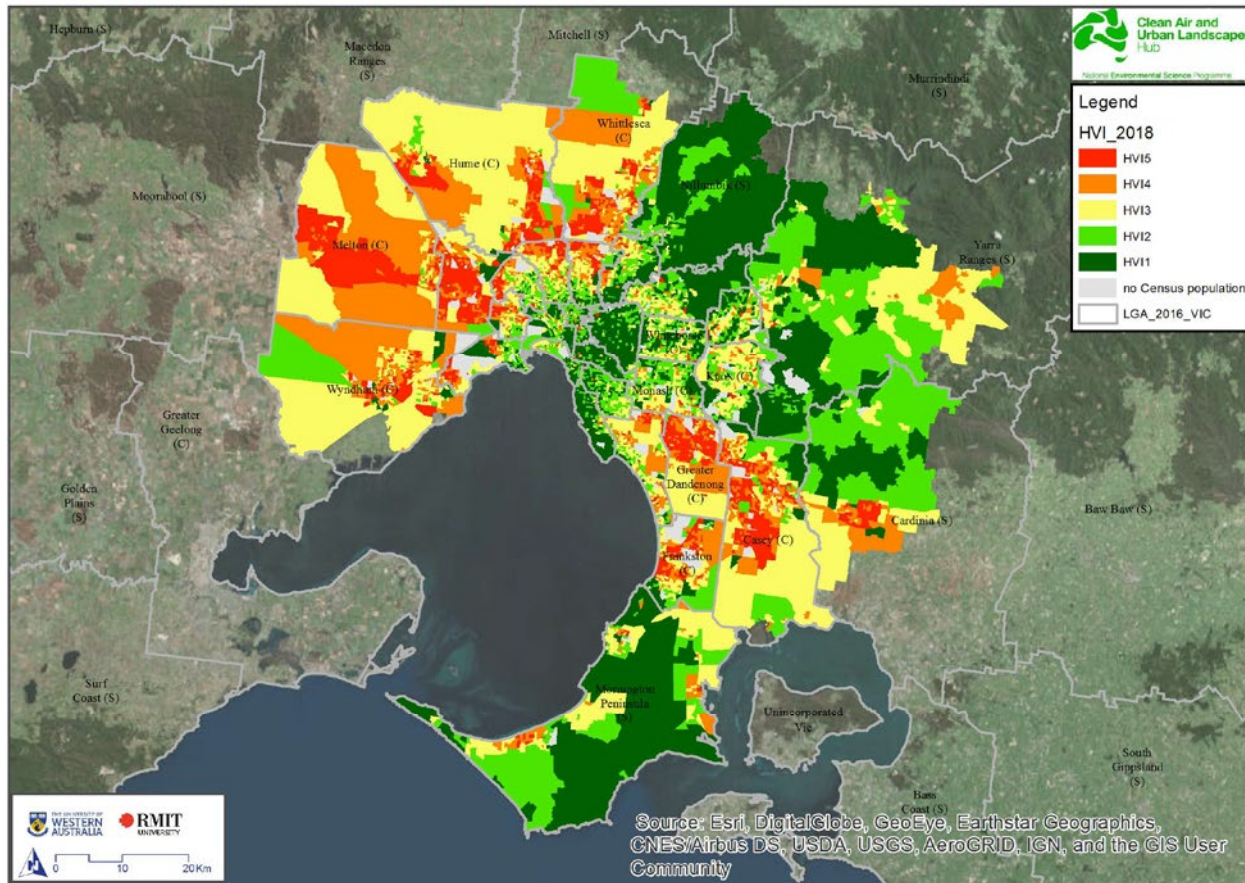 Hepburn (S)
Macedon
Ranges
(S)
Mitchell (S)
Murrindindi
(S)
Clean Air and
Urban Landscape
Hub
National Environmental Science Programme
Legend
HVI_2018
HVI5
HVI4
HVI3
HVI2
HVI1
no Census population
LGA_2016_VIC
Whittlesea
(C)
Hume (C)
Nillumbik (S)
Moorabool (S)
Melton (C)
Yarra
Ranges (S)
Whitehorse
(C)
Knox (C)
Monash (C)
Wyndham (C)
Greater
Geelong
(C)
Greater
Dandenong
(C)
Golden
Plains
(S)
Cardinia (S)
Baw Baw (S)
Casey (C)
Frankston
(C)
Surf
Coast (S)
Mornington
Peninsula
(S)
Unincorporated
Vic
South
Gippsland
(S)
Bass
Coast (S)
THE UNIVERSITY OF
WESTERN
AUSTRALIA
RMIT
UNIVERSITY
N
0 10 20 Km
Source: Esri, DigitalGlobe, GeoEye, Earthstar Geographics,
CNES/Airbus DS, USDA, USGS, AeroGRID, IGN, and the GIS User
Community